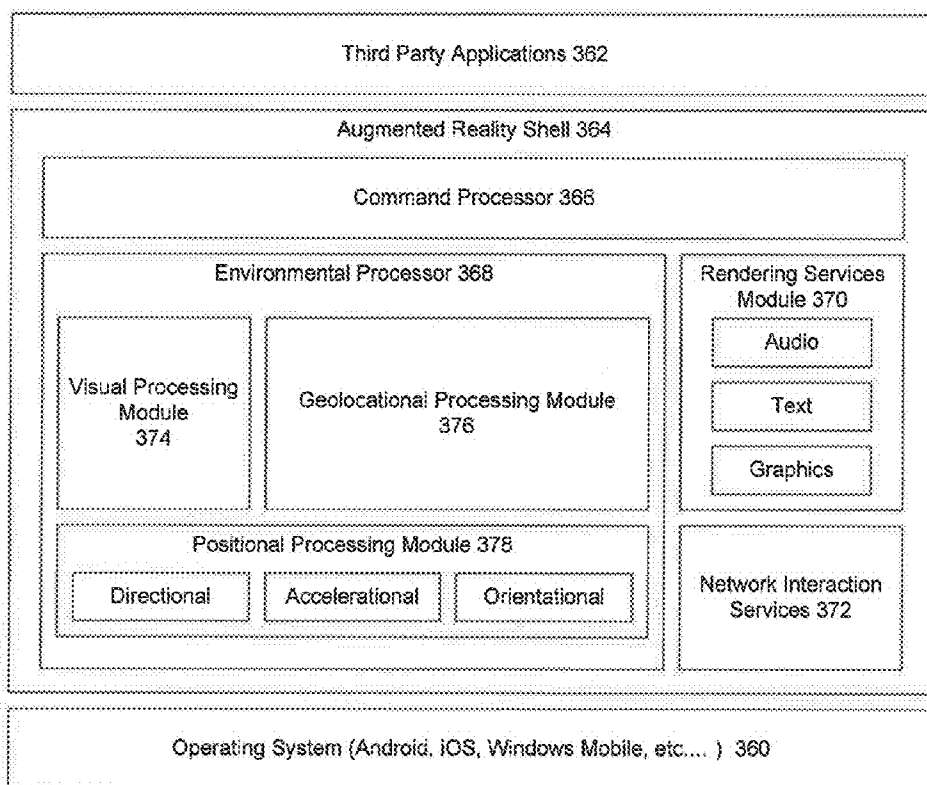 Third Party Applications 362
Augmented Reality Shell 364
Command Processor 366
Environmental Processor 368
Rendering Services
Module 370
Audio
Text
Graphics
Visual Processing
Module
374
Geolocational Processing Module
376
Positional Processing Module 378
Directional
Accelerational
Orientational
Network Interaction
Services 372
Operating System (Android, iOS, Windows Mobile, etc.... ) 360